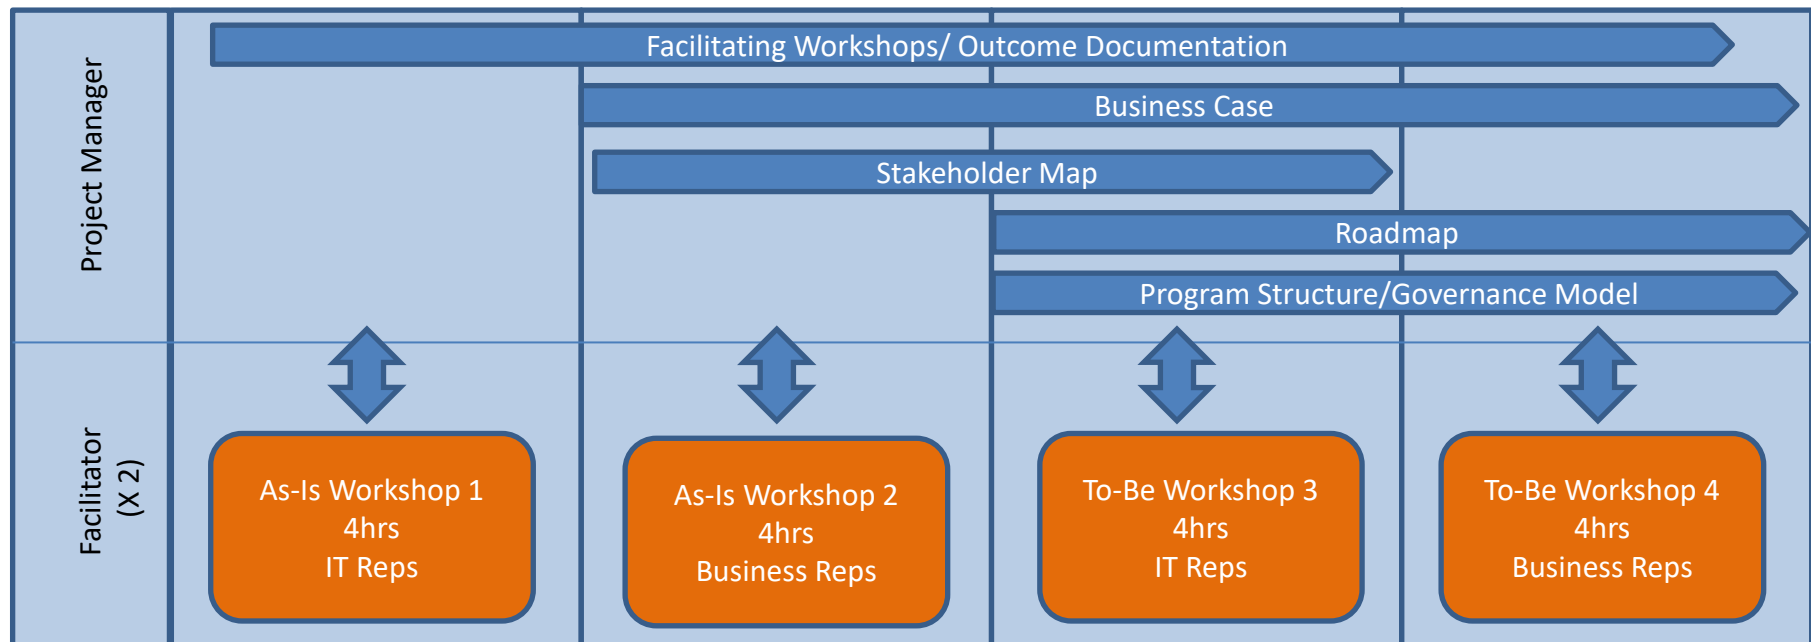 Project Manager
Facilitating Workshops/ Outcome Documentation
Business Case
Stakeholder Map
Roadmap
Program Structure/Governance Model
Facilitator
(X 2)
As-Is Workshop 1
4hrs
IT Reps
As-Is Workshop 2
4hrs
Business Reps
To-Be Workshop 3
4hrs
IT Reps
To-Be Workshop 4
4hrs
Business Reps